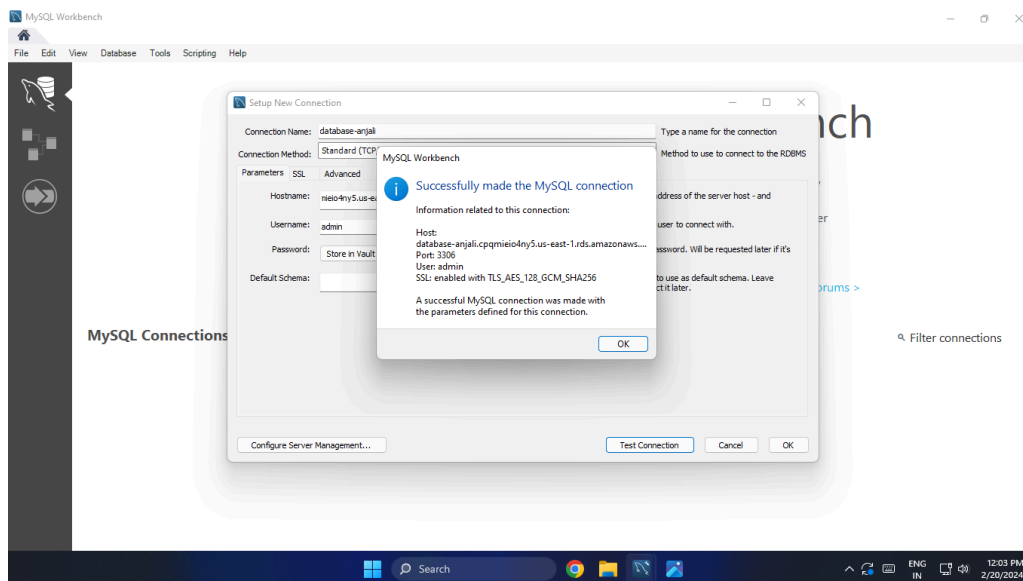 MySQL Workbench
File Edit View Database Tools Scripting Help
Setup New Connection
Connection Name: database-anjali Type a name for the connection
Connection Method: Standard (TCP Method to use to connect to the RDBMS
Parameters SSL Advanced
Hostname: nieio4ny5.us-ea address of the server host - and
Username: admin user to connect with.
Password: Store in Vault assword. Will be requested later if it's
Default Schema: to use as default schema. Leave
ct it later.
MySQL Workbench
Successfully made the MySQL connection
Information related to this connection:
Host:
database-anjali.cpqmieio4ny5.us-east-1.rds.amazonaws....
Port: 3306
User: admin
SSL: enabled with TLS_AES_128_GCM_SHA256
A successful MySQL connection was made with
the parameters defined for this connection.
OK
Configure Server Management... Test Connection Cancel OK
nch
er
orums >
MySQL Connections
Filter connections
Search
ENG
IN
12:03 PM
2/20/2024